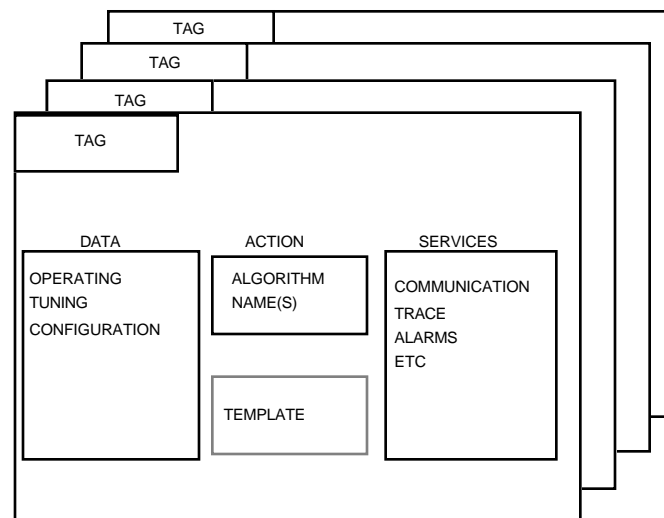 TAG
TAG
TAG
TAG
DATA
OPERATING
TUNING
CONFIGURATION
ACTION
ALGORITHM
NAME(S)
TEMPLATE
SERVICES
COMMUNICATION
TRACE
ALARMS
ETC